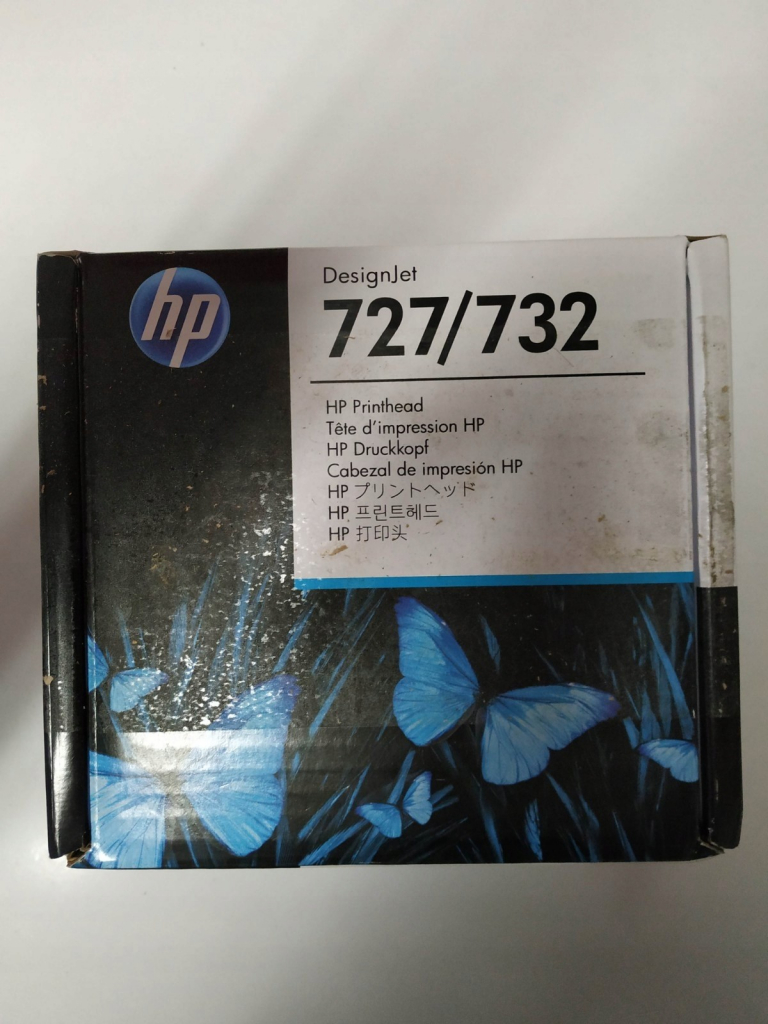 hp
DesignJet
727/732
HP Printhead
Tête d'impression HP
HP Druckkopf
Cabezal de impresión HP
HP プリントヘッド
HP 프린트헤드
HP 打印头